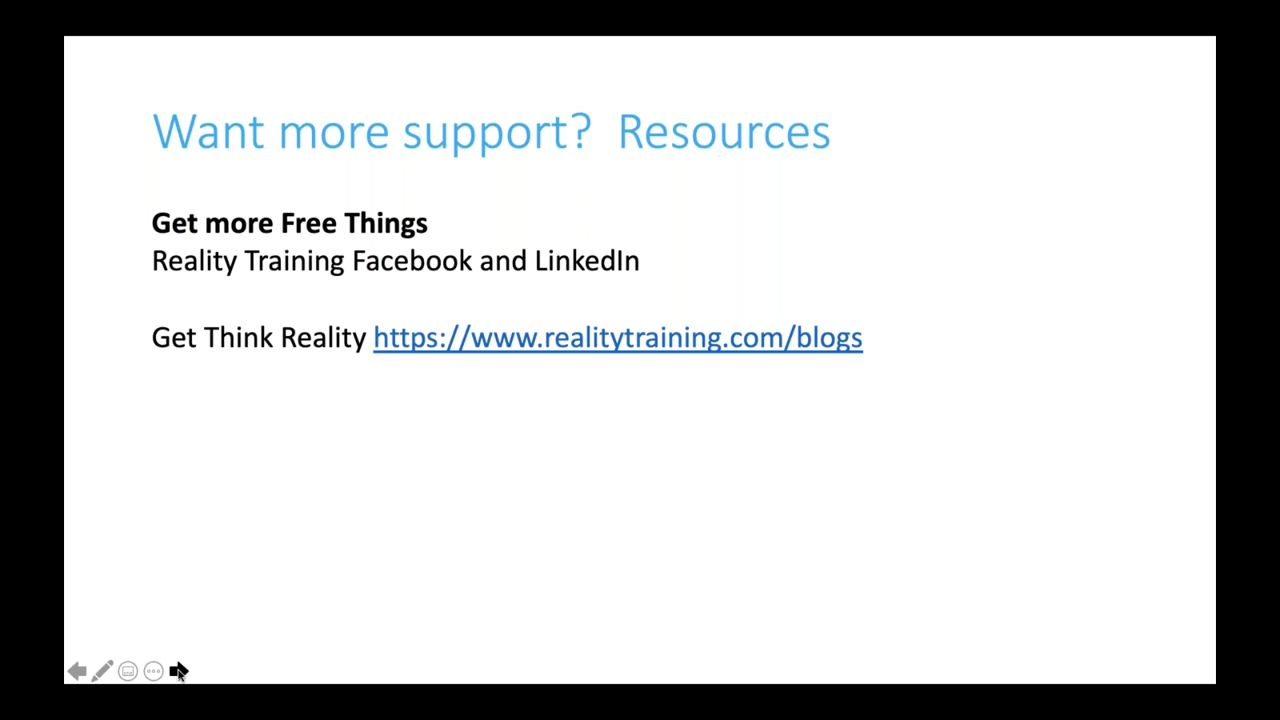 Want more support?  Resources
Get more Free Things
Reality Training Facebook and LinkedIn
Get Think Reality https://www.realitytraining.com/blogs